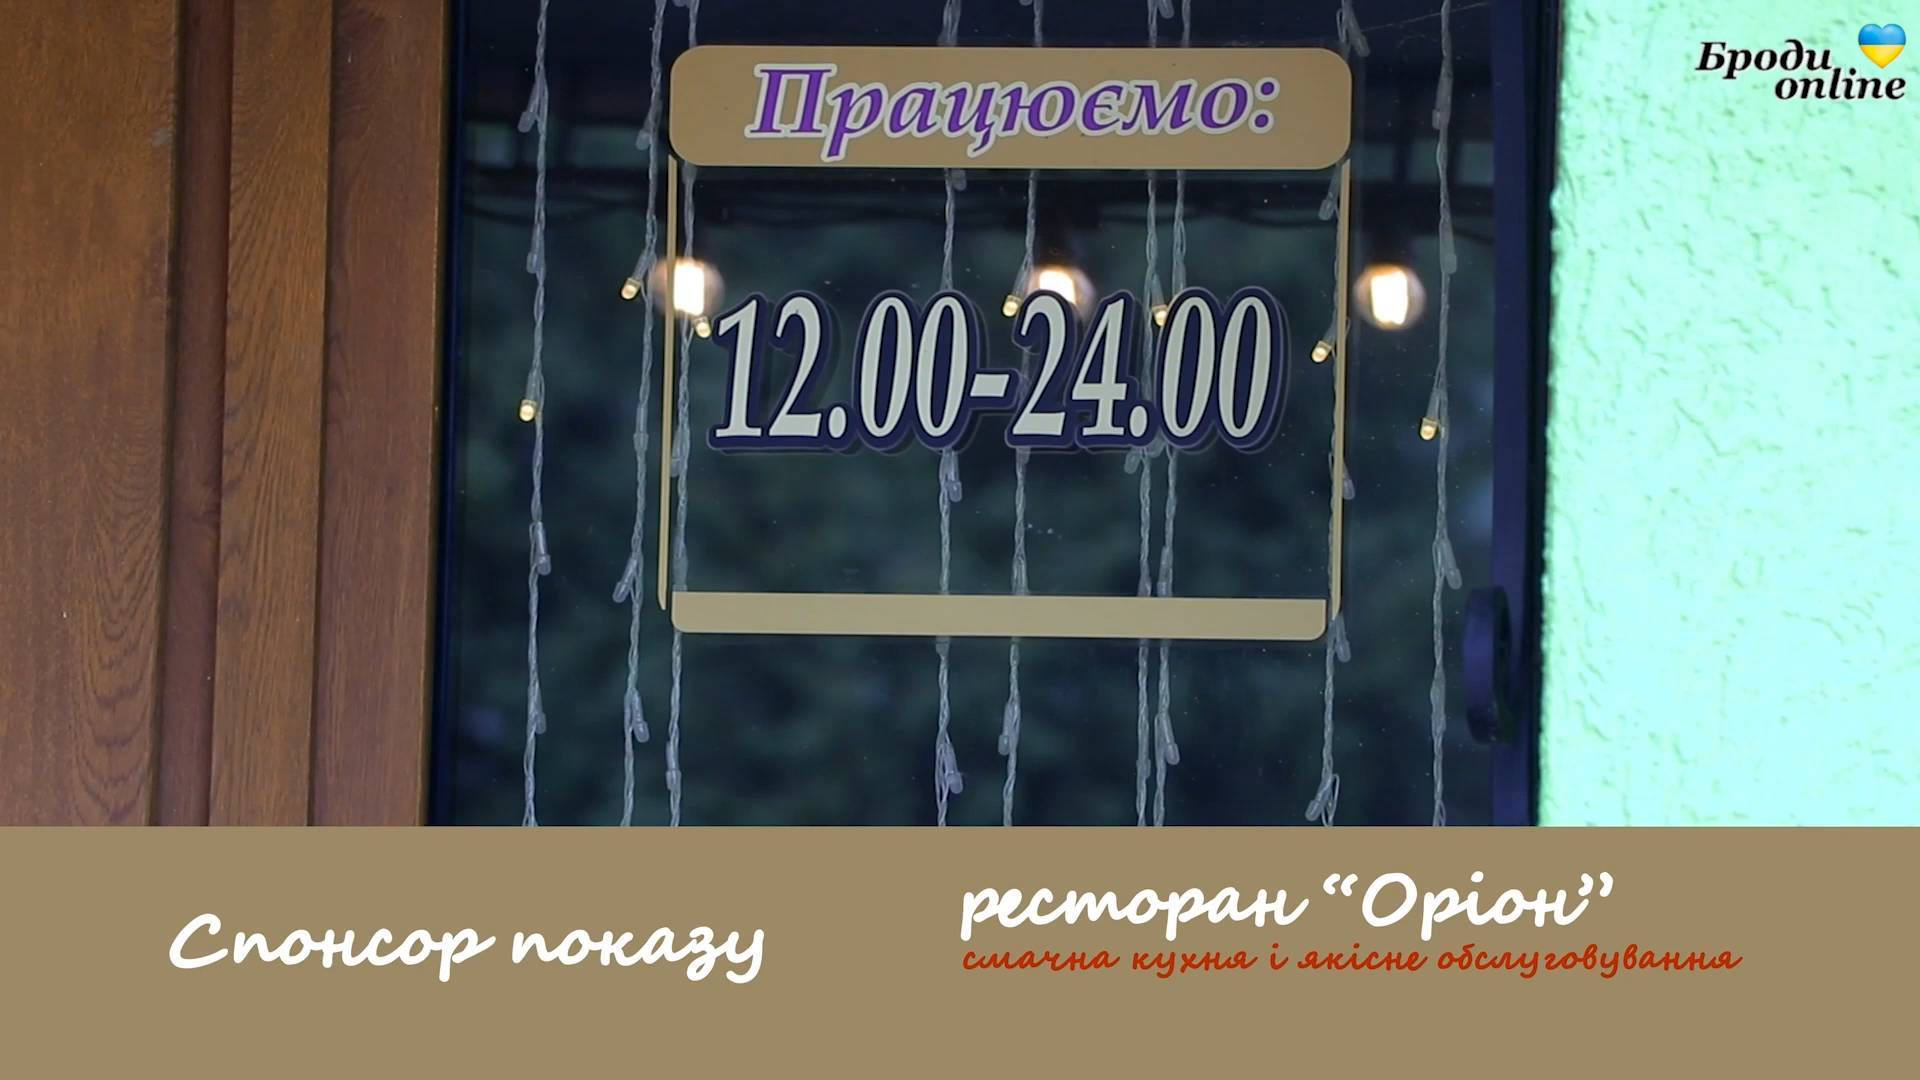 Броди
online
Працюємо:
12.00-24.00
Спонсор показу
ресторан “Оріон”
смачна кухня і якісне обслуговування